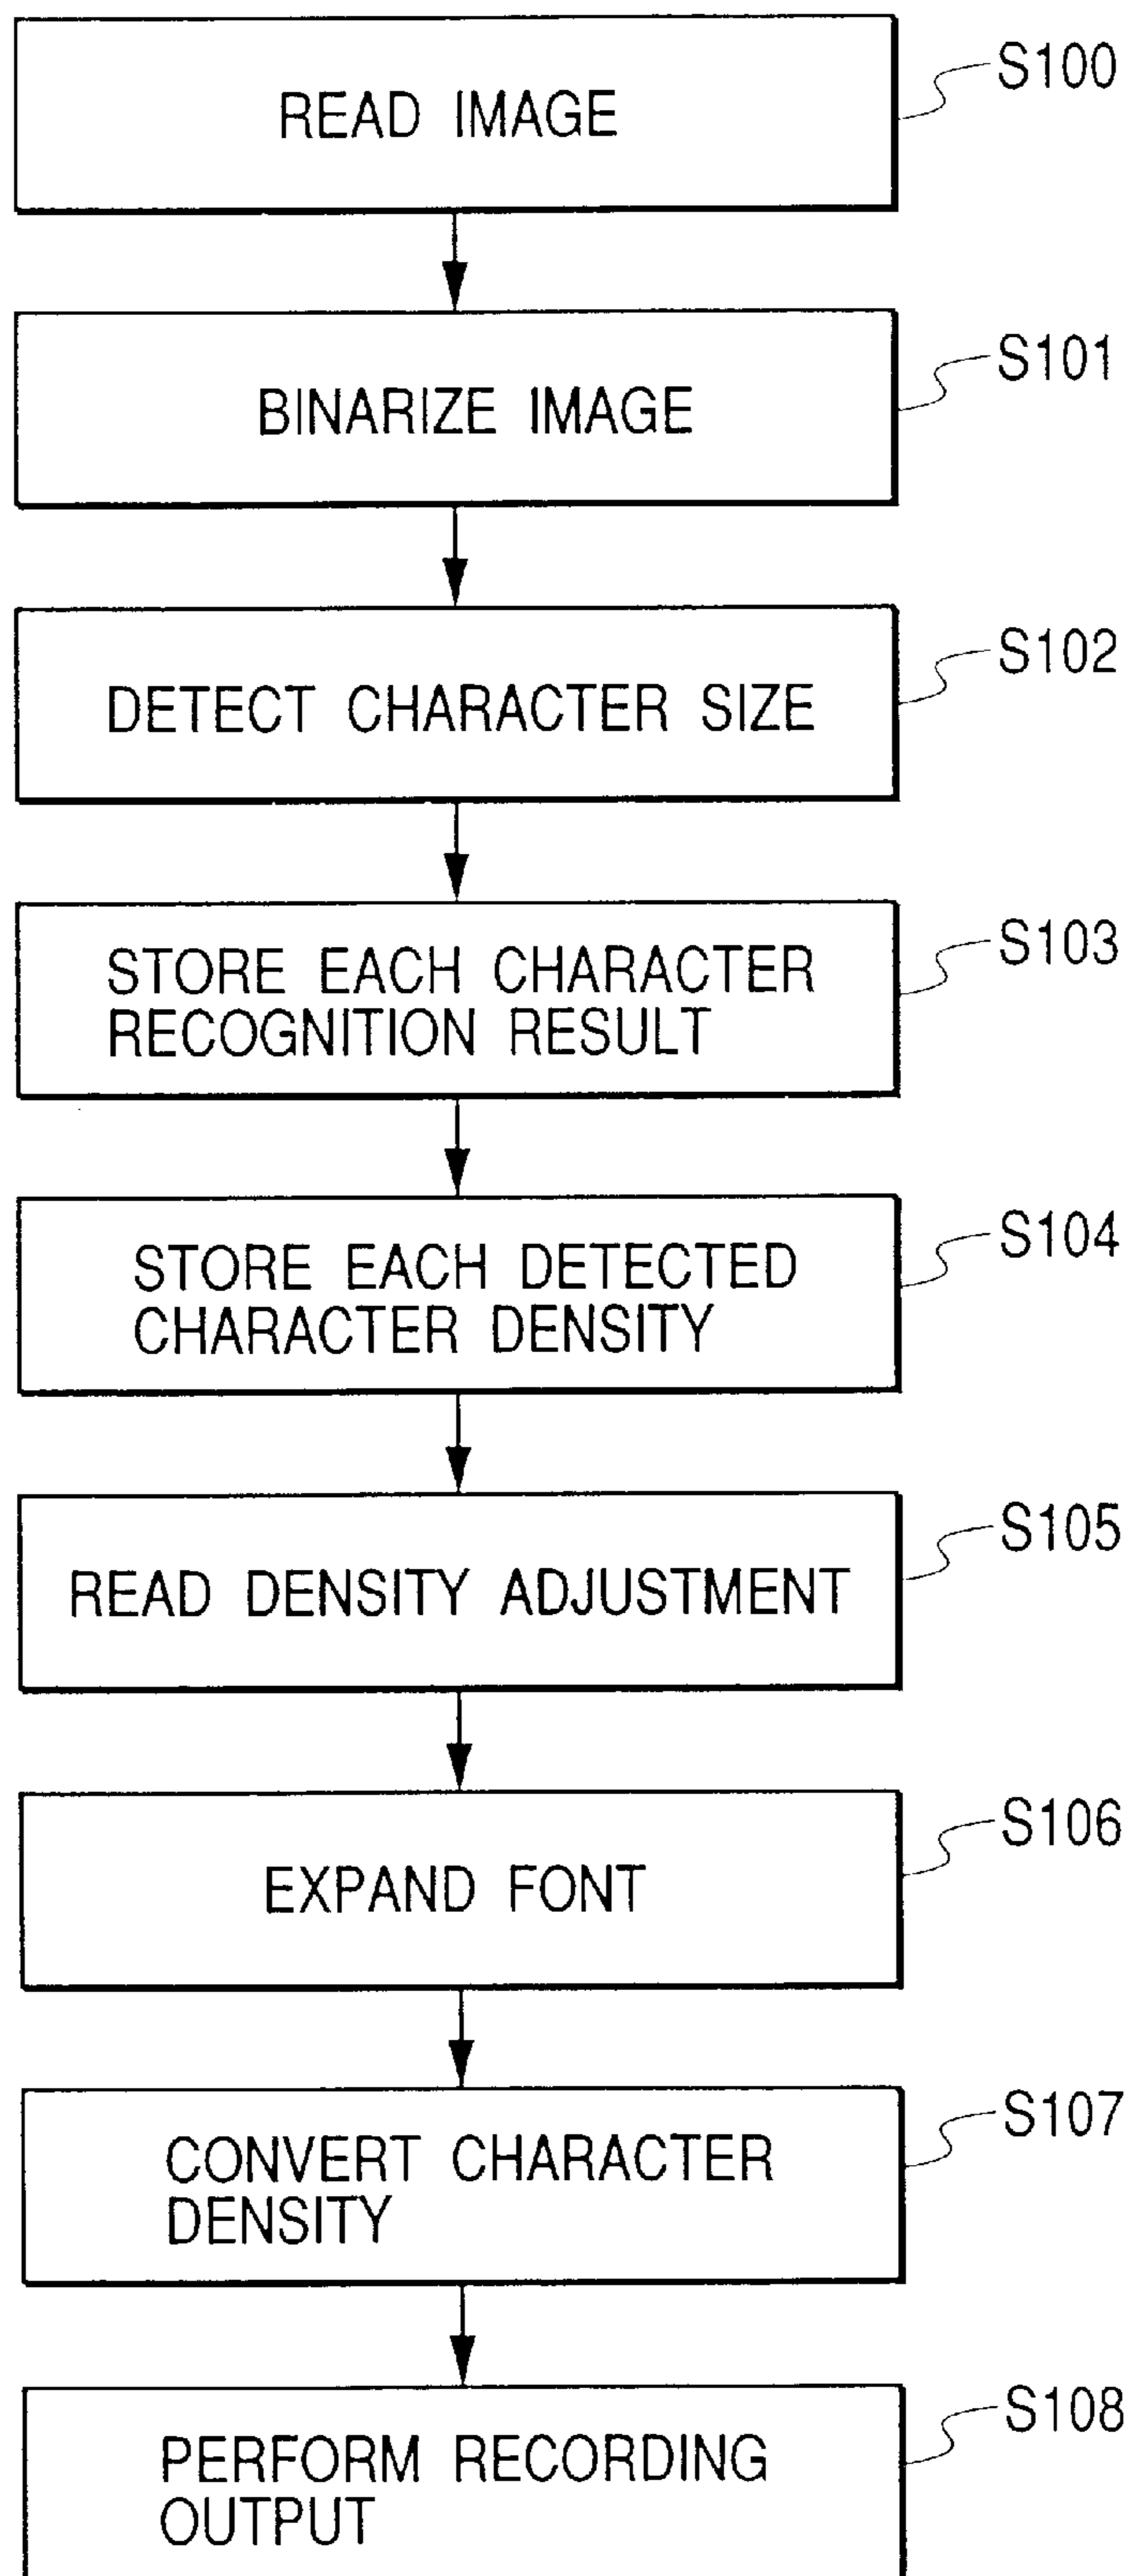 READ IMAGE
S100
BINARIZE IMAGE
S101
DETECT CHARACTER SIZE
S102
STORE EACH CHARACTER
RECOGNITION RESULT
S103
STORE EACH DETECTED
CHARACTER DENSITY
S104
READ DENSITY ADJUSTMENT
S105
EXPAND FONT
S106
CONVERT CHARACTER
DENSITY
S107
PERFORM RECORDING
OUTPUT
S108